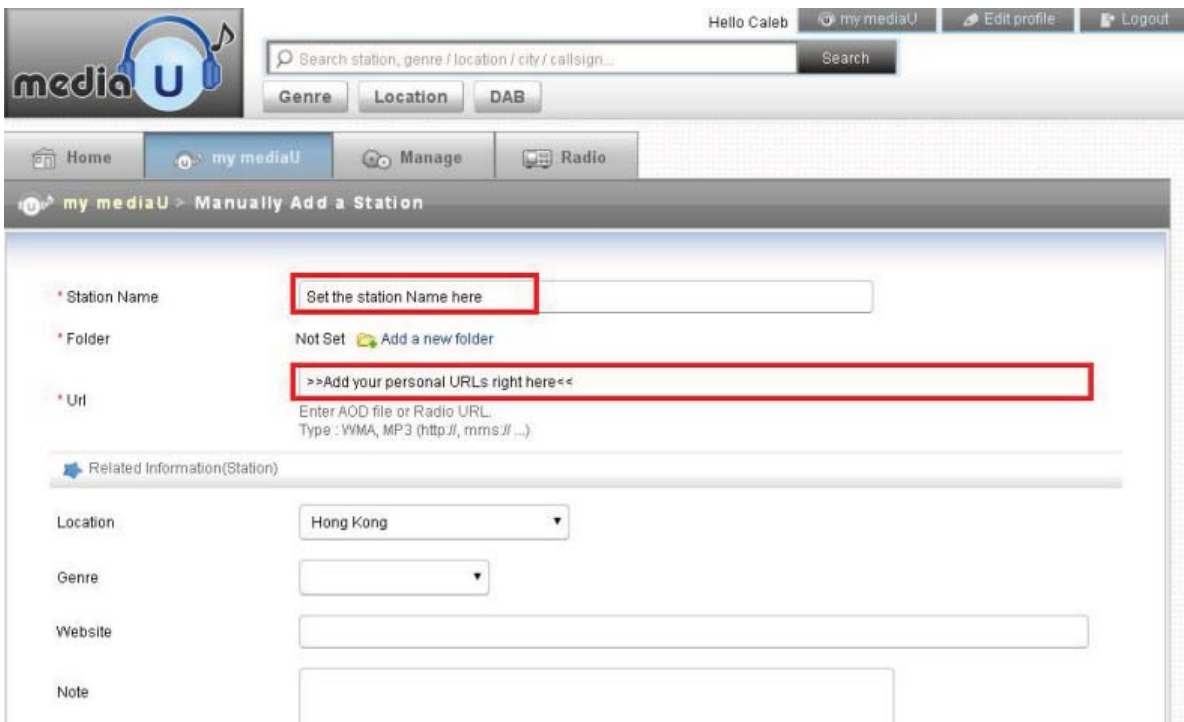 Hello Caleb
my mediaU
Edit profile
Logout
media U
Search station, genre / location / city / callsign...
Search
Genre
Location
DAB
Home
my mediaU
Manage
Radio
my mediaU > Manually Add a Station
* Station Name
Set the station Name here
* Folder
Not Set Add a new folder
* Url
>>Add your personal URLs right here<<
Enter AOD file or Radio URL.
Type : WMA, MP3 (http://, mms:// ...)
Related Information(Station)
Location
Hong Kong
Genre
Website
Note